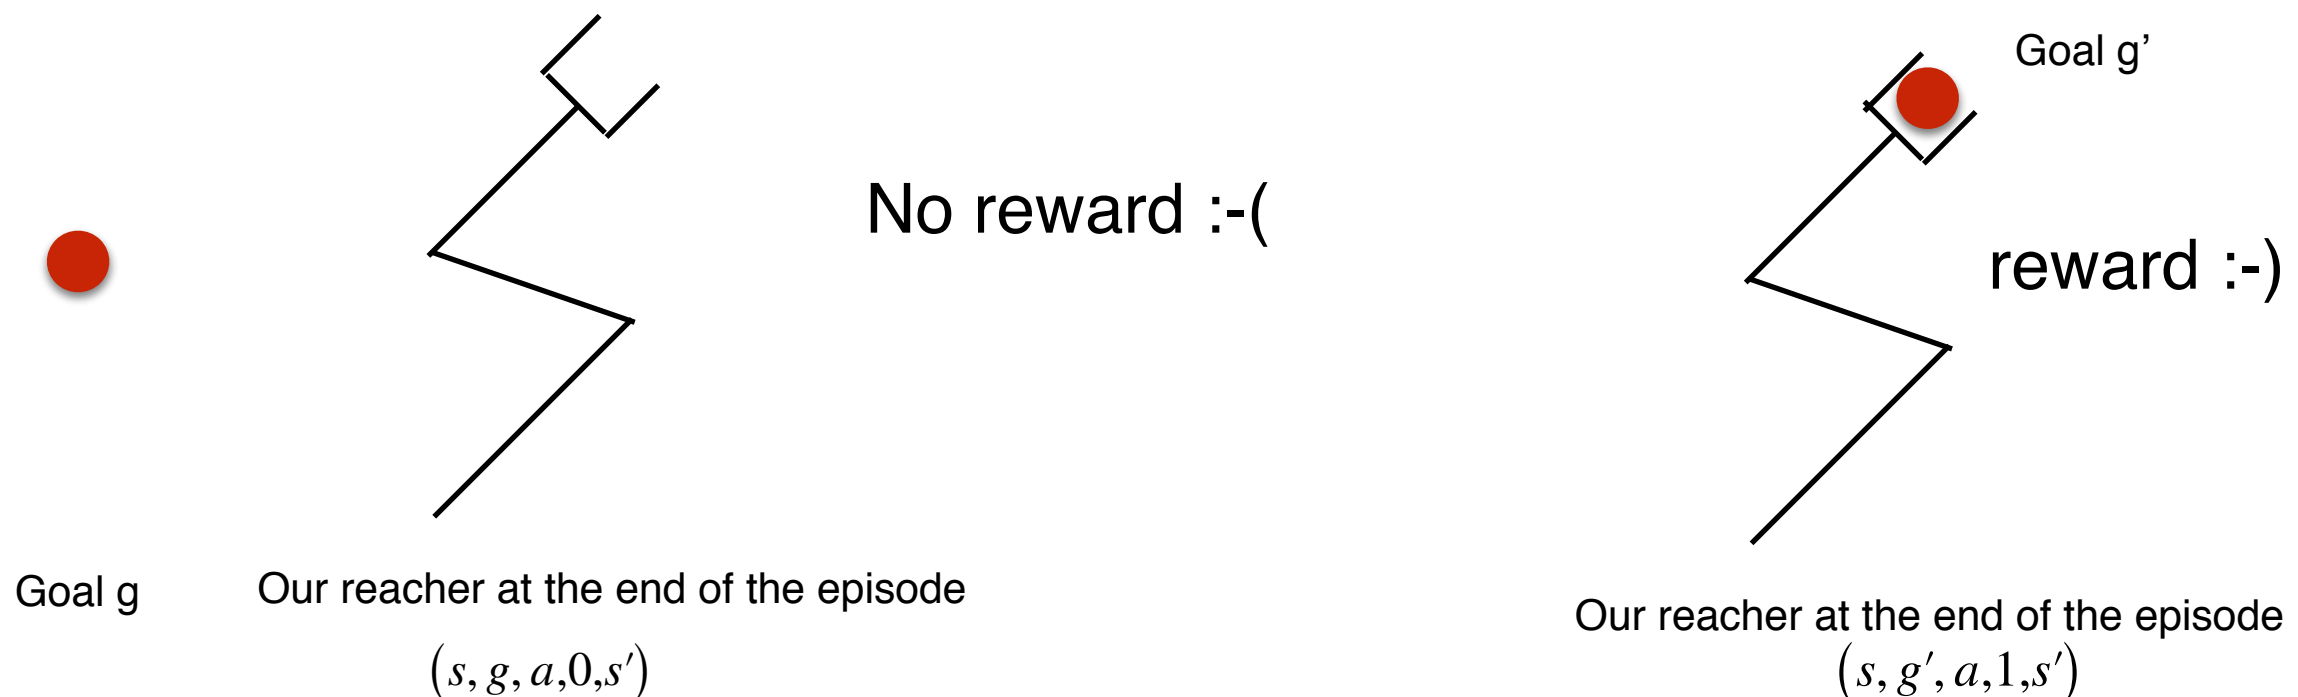 No reward :-(
Goal g
Our reacher at the end of the episode
(s, g, a,0,s′)
Goal g’
reward :-)
Our reacher at the end of the episode
(s, g′, a,1,s′)